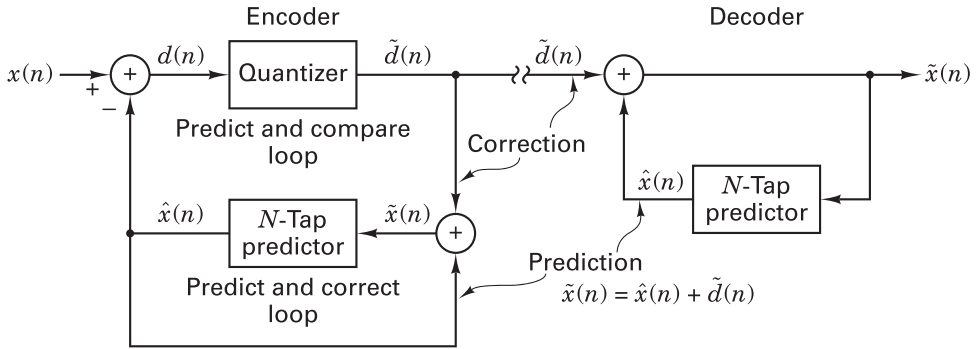 Encoder
Decoder
x(n)
+
−
+
d(n)
Quantizer
d̃(n)
d̃(n)
+
x̃(n)
Predict and compare
loop
Correction
x̂(n)
N-Tap
predictor
x̃(n)
+
x̂(n)
N-Tap
predictor
Predict and correct
loop
Prediction
x̃(n) = x̂(n) + d̃(n)